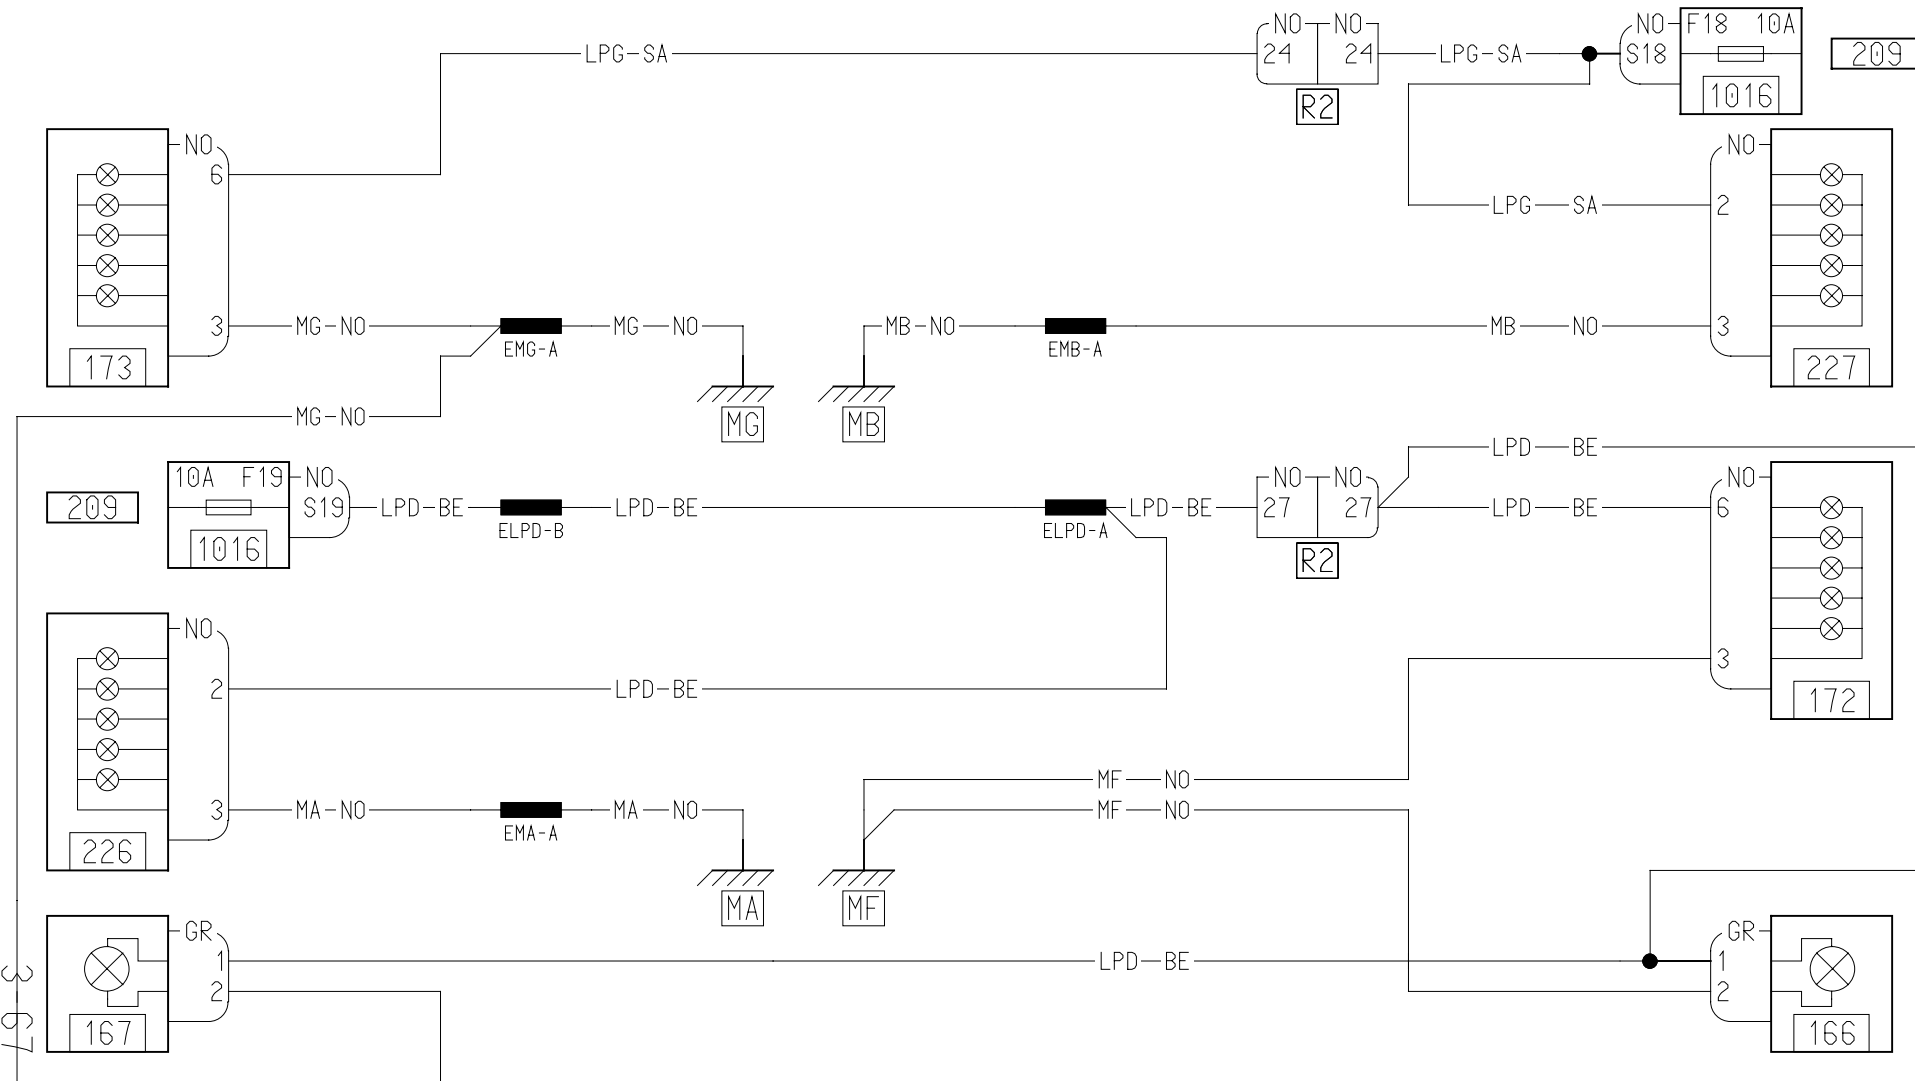 NO NO
LPG-SA 24 24 LPG-SA
R2
NO F18 10A
S18
1016
209
NO
6
3
173
NO
LPG SA 2
3
227
MG-NO EMG-A MG NO
MB-NO EMB-A MB NO
MG MB
MG-NO
LPD BE
10A F19 NO
209 S19 LPD-BE ELPD-B LPD-BE ELPD-A LPD-BE
1016
NO NO
27 27
R2
LPD BE
NO
6
3
172
NO
2 LPD-BE
3 MA-NO EMA-A MA NO
226
MF NO
MF NO
MA MF
GR
1 LPD BE
2
167
GR
1
2
166
3-67